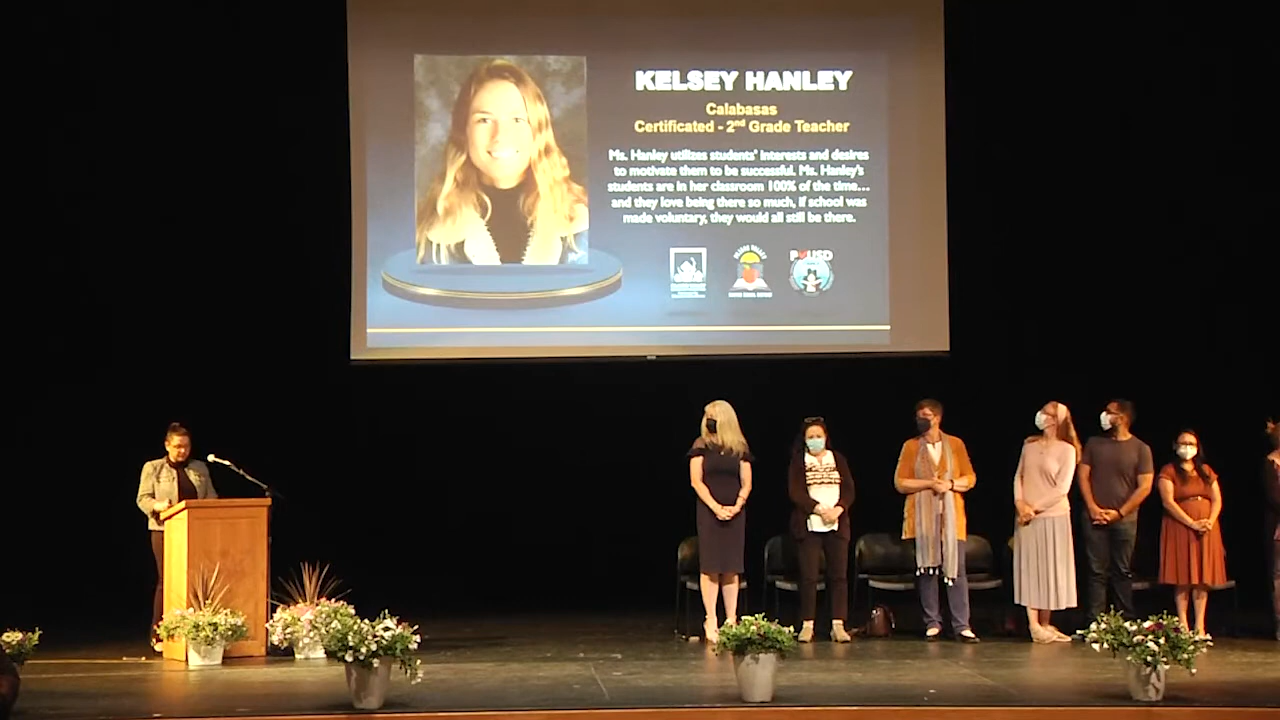 KELSEY HANLEY
Calabasas
Certificated - 2nd Grade Teacher
Ms. Hanley utilizes students' interests and desires
to motivate them to be successful. Ms. Hanley's
students are in her classroom 100% of the time...
and they love being there so much, if school was
made voluntary, they would all still be there.